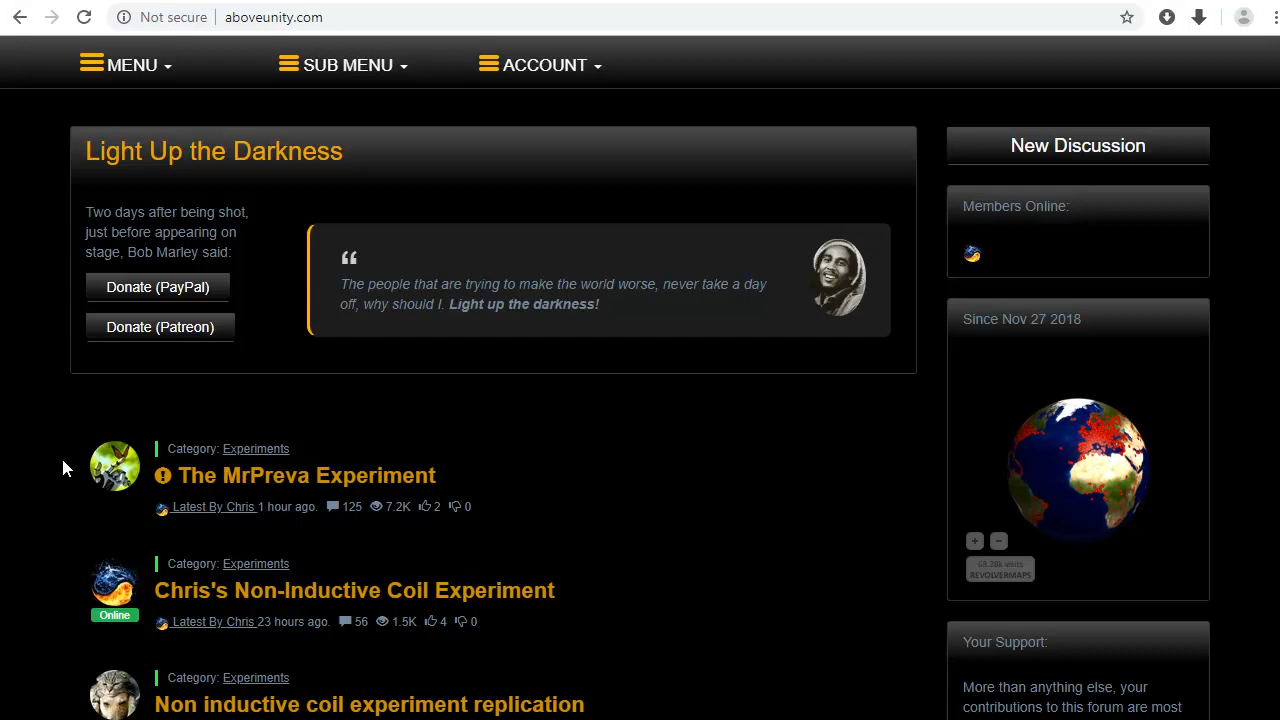 Not secure
aboveunity.com
MENU
SUB MENU
ACCOUNT
Light Up the Darkness
Two days after being shot,
just before appearing on
stage, Bob Marley said:
Donate (PayPal)
Donate (Patreon)
“
The people that are trying to make the world worse, never take a day
off, why should I. Light up the darkness!
Category: Experiments
The MrPreva Experiment
Latest By Chris 1 hour ago. 125 7.2K 2 0
Category: Experiments
Chris's Non-Inductive Coil Experiment
Online
Latest By Chris 23 hours ago. 56 1.5K 4 0
Category: Experiments
Non inductive coil experiment replication
New Discussion
Members Online:
Since Nov 27 2018
+ −
68.28k visits
REVOLVERMAPS
Your Support:
More than anything else, your
contributions to this forum are most